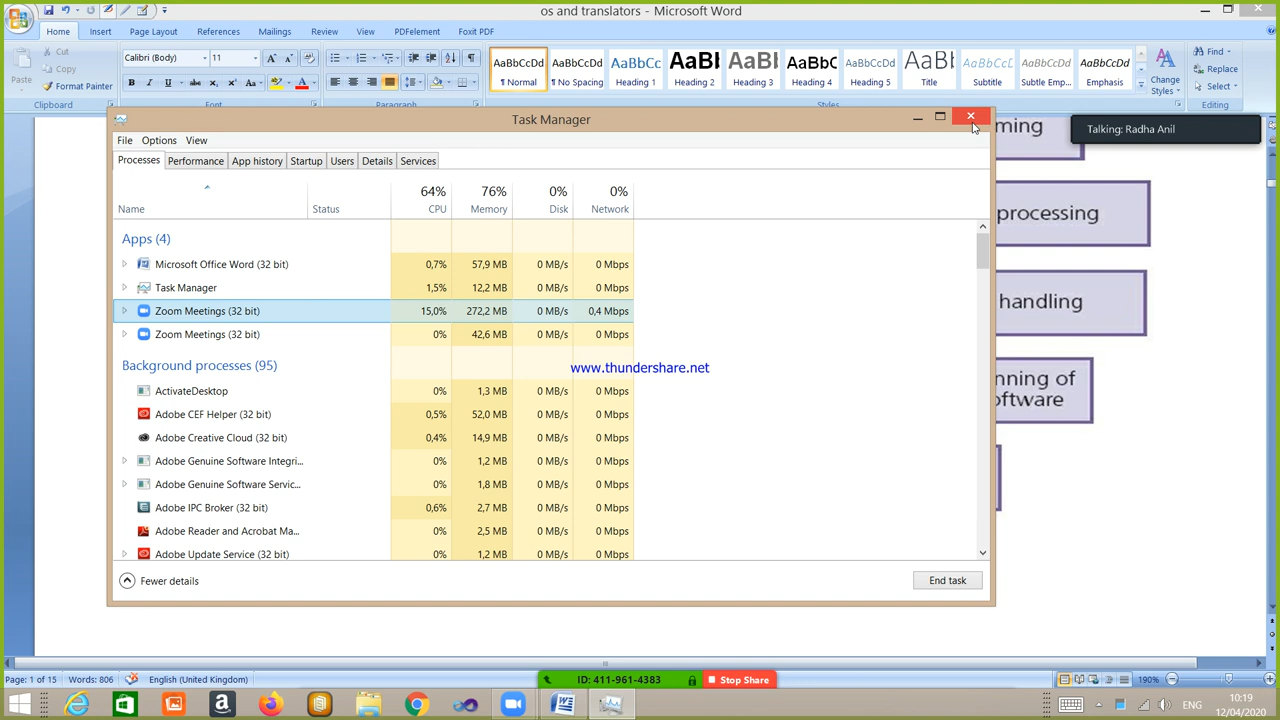 os and translators - Microsoft Word
Home Insert Page Layout References Mailings Review View PDFelement Foxit PDF
Paste
Cut
Copy
Format Painter
Clipboard
Calibri (Body) 11
B I U
Font
Paragraph
AaBbCcDd AaBbCcDd AaBbCc AaBbCc AaBbCc AaBbC AaBbCcDd AaBb AaBbCcDd AaBbCcDd AaBbCcDd
¶ Normal ¶ No Spacing Heading 1 Heading 2 Heading 3 Heading 4 Heading 5 Title Subtitle Subtle Emp... Emphasis
Styles
Change
Styles
Find
Replace
Select
Editing
Talking: Radha Anil
Task Manager
File Options View
Processes Performance App history Startup Users Details Services
64% 76% 0% 0%
Name Status CPU Memory Disk Network
Apps (4)
Microsoft Office Word (32 bit) 0,7% 57,9 MB 0 MB/s 0 Mbps
Task Manager 1,5% 12,2 MB 0 MB/s 0 Mbps
Zoom Meetings (32 bit) 15,0% 272,2 MB 0 MB/s 0,4 Mbps
Zoom Meetings (32 bit) 0% 42,6 MB 0 MB/s 0 Mbps
Background processes (95)
www.thundershare.net
ActivateDesktop 0% 1,3 MB 0 MB/s 0 Mbps
Adobe CEF Helper (32 bit) 0,5% 52,0 MB 0 MB/s 0 Mbps
Adobe Creative Cloud (32 bit) 0,4% 14,9 MB 0 MB/s 0 Mbps
Adobe Genuine Software Integri... 0% 1,2 MB 0 MB/s 0 Mbps
Adobe Genuine Software Servic... 0% 1,8 MB 0 MB/s 0 Mbps
Adobe IPC Broker (32 bit) 0,6% 2,7 MB 0 MB/s 0 Mbps
Adobe Reader and Acrobat Ma... 0% 2,5 MB 0 MB/s 0 Mbps
Adobe Update Service (32 bit) 0% 1,2 MB 0 MB/s 0 Mbps
Fewer details
End task
processing
handling
Page: 1 of 15 Words: 806 English (United Kingdom)
ID: 411-961-4383 Stop Share
190%
ENG
10:19
12/04/2020